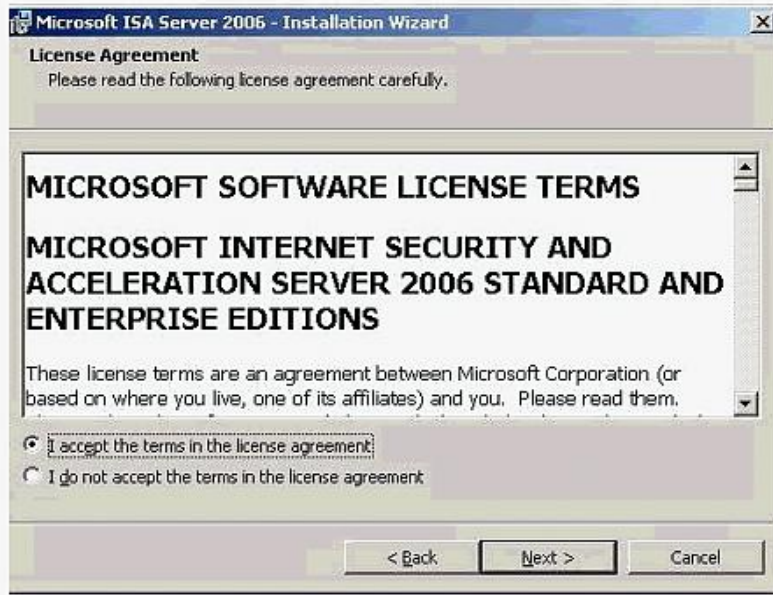 Microsoft ISA Server 2006 - Installation Wizard
License Agreement
Please read the following license agreement carefully.
MICROSOFT SOFTWARE LICENSE TERMS
MICROSOFT INTERNET SECURITY AND
ACCELERATION SERVER 2006 STANDARD AND
ENTERPRISE EDITIONS
These license terms are an agreement between Microsoft Corporation (or
based on where you live, one of its affiliates) and you. Please read them.
I accept the terms in the license agreement
I do not accept the terms in the license agreement
< Back
Next >
Cancel